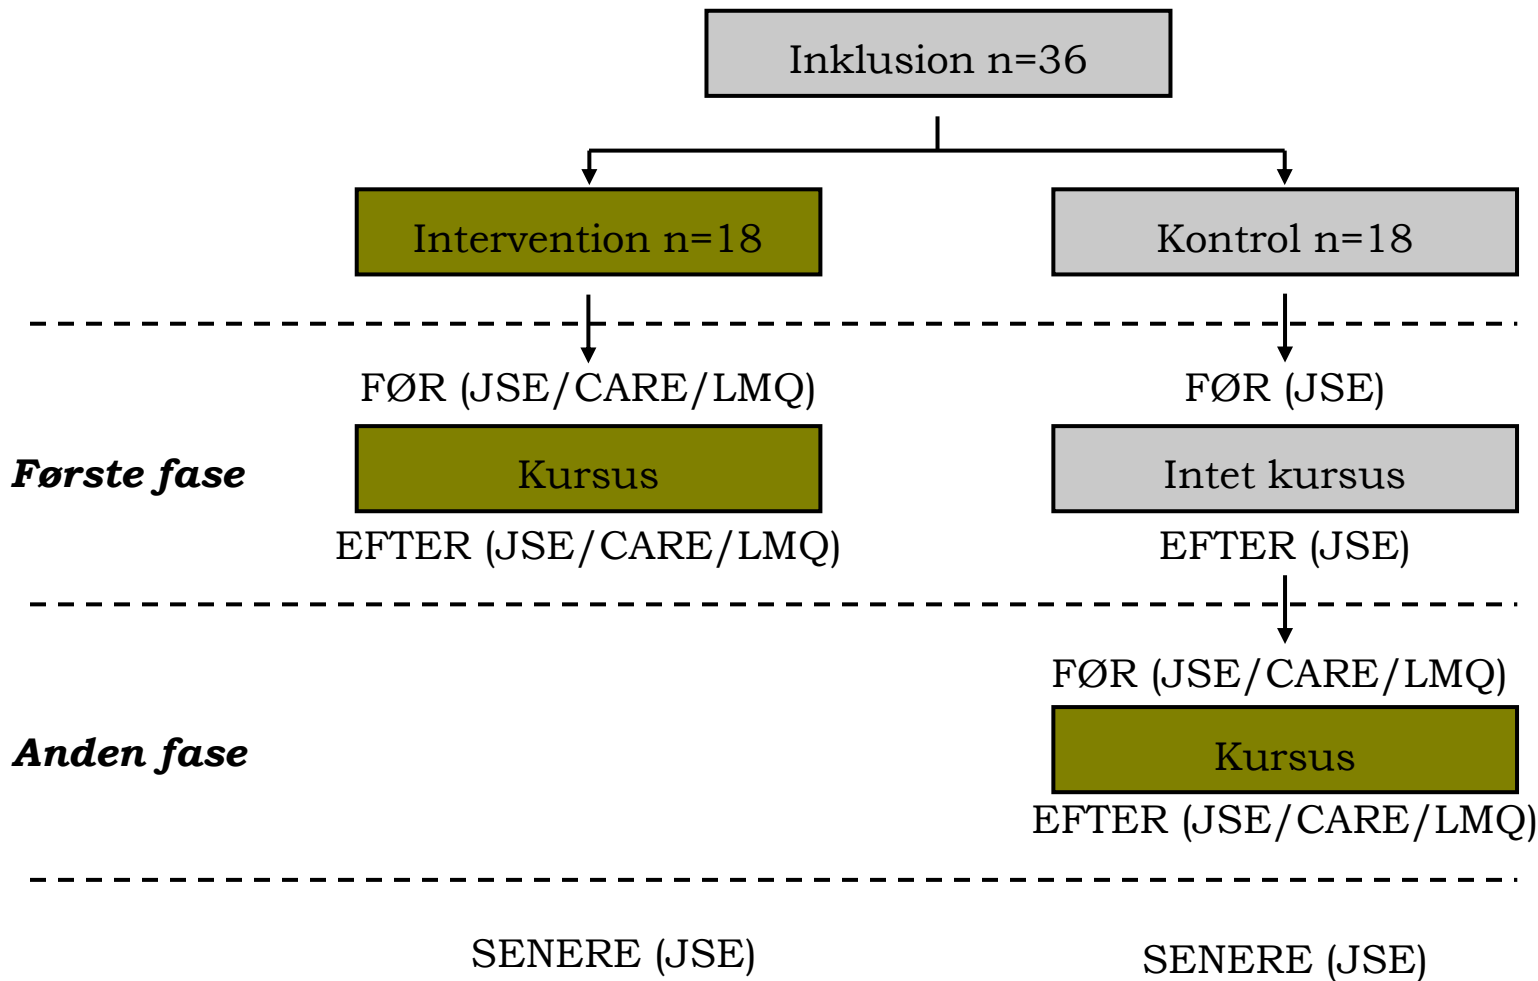 Inklusion n=36
Intervention n=18
Kontrol n=18
FØR (JSE/CARE/LMQ)
FØR (JSE)
Første fase
Kursus
Intet kursus
EFTER (JSE/CARE/LMQ)
EFTER (JSE)
FØR (JSE/CARE/LMQ)
Anden fase
Kursus
EFTER (JSE/CARE/LMQ)
SENERE (JSE)
SENERE (JSE)